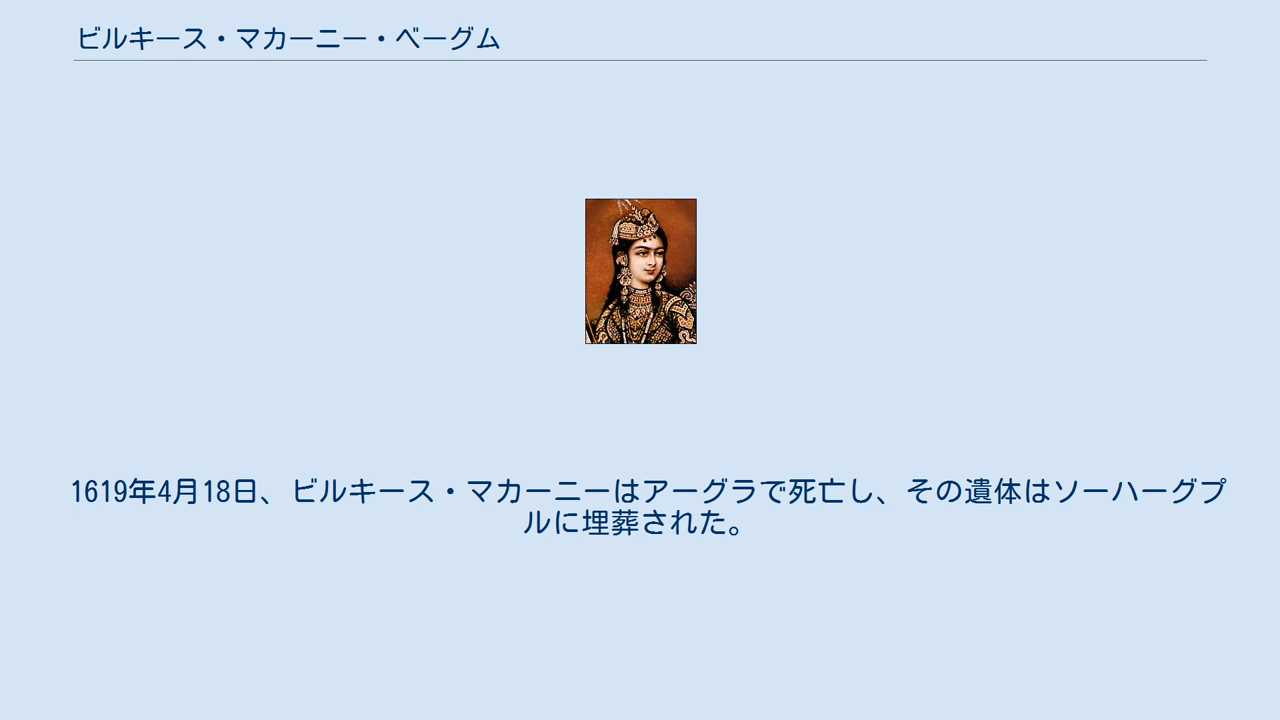 ビルキース・マカーニー・ベーグム
1619年4月18日、ビルキース・マカーニーはアーグラで死亡し、その遺体はソーハーグプ
ルに埋葬された。